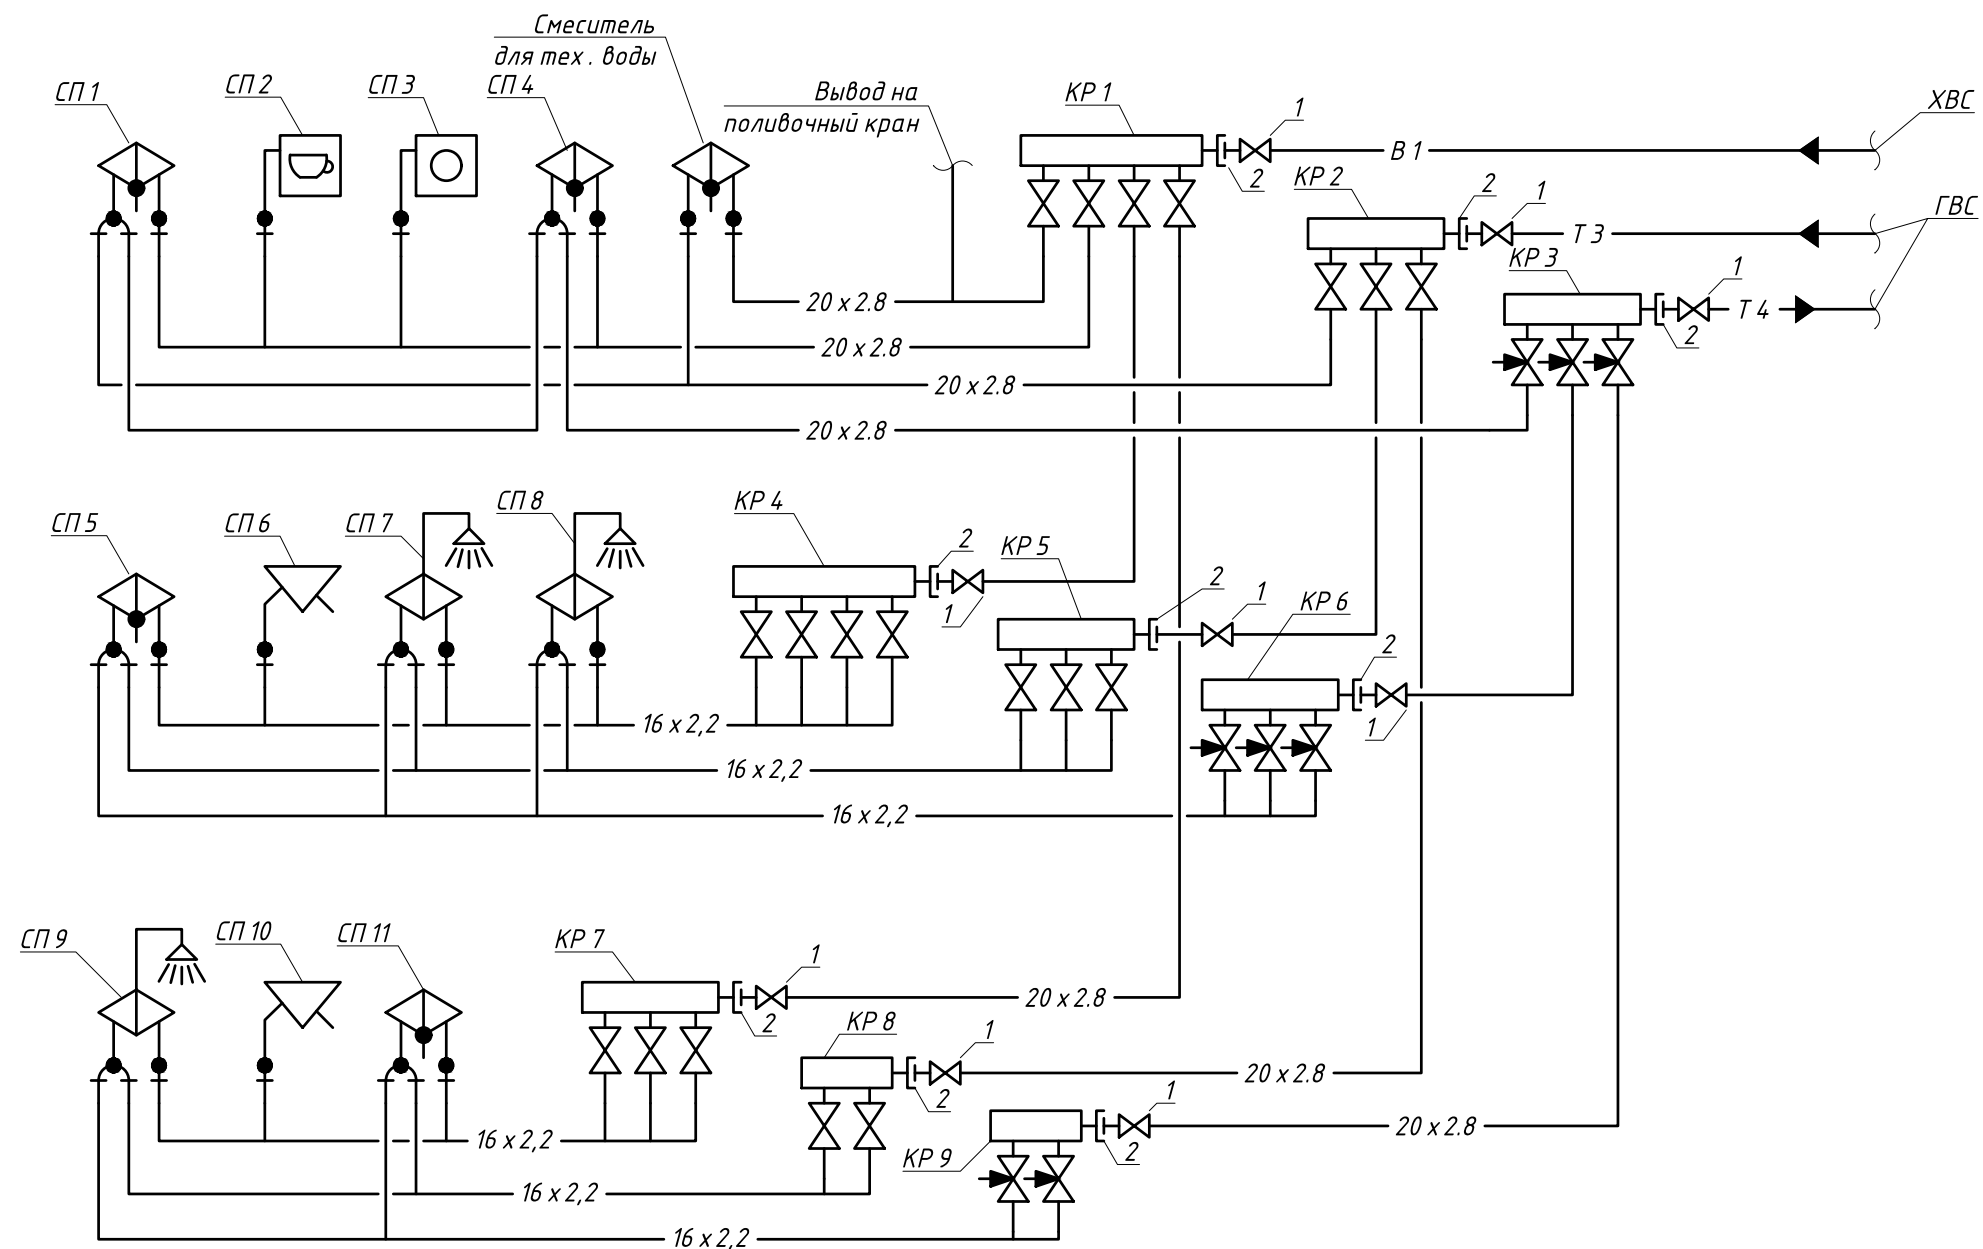 Смеситель
для тех. воды
СП 1
СП 2
СП 3
СП 4
Вывод на
поливочный кран
КР 1
1
ХВС
В 1
2
КР 2
2
1
ГВС
Т 3
КР 3
1
20 х 2.8
Т 4
2
20 х 2.8
20 х 2.8
20 х 2.8
СП 5
СП 6
СП 7
СП 8
КР 4
2
КР 5
1
2
1
КР 6
2
16 х 2,2
1
16 х 2,2
16 х 2,2
СП 9
СП 10
СП 11
КР 7
1
20 х 2.8
2
КР 8
1
20 х 2.8
2
1
20 х 2.8
16 х 2,2
КР 9
2
16 х 2,2
16 х 2,2